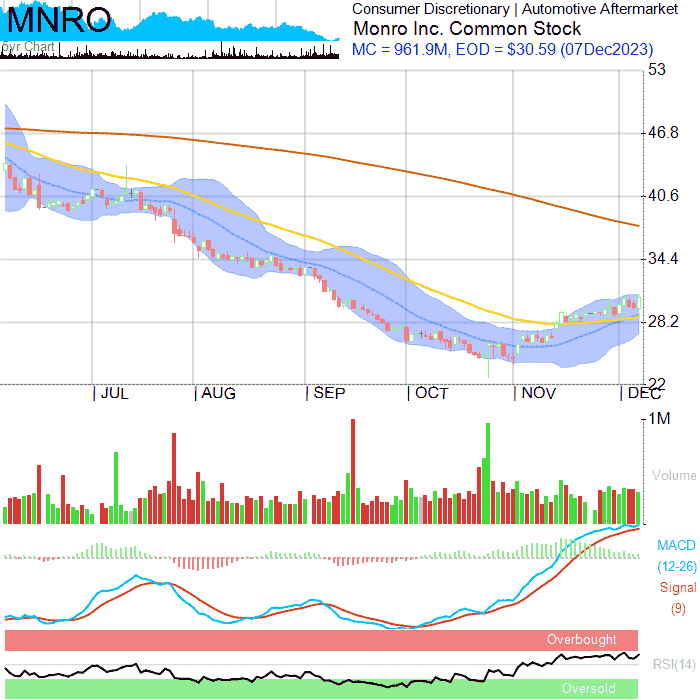 MNRO
5yr Chart
Consumer Discretionary | Automotive Aftermarket
Monro Inc. Common Stock
MC = 961.9M, EOD = $30.59 (07Dec2023)
53
46.8
40.6
34.4
28.2
22
JUL AUG SEP OCT NOV DEC
1M
Volume
MACD
(12-26)
Signal
(9)
Overbought
RSI(14)
Oversold